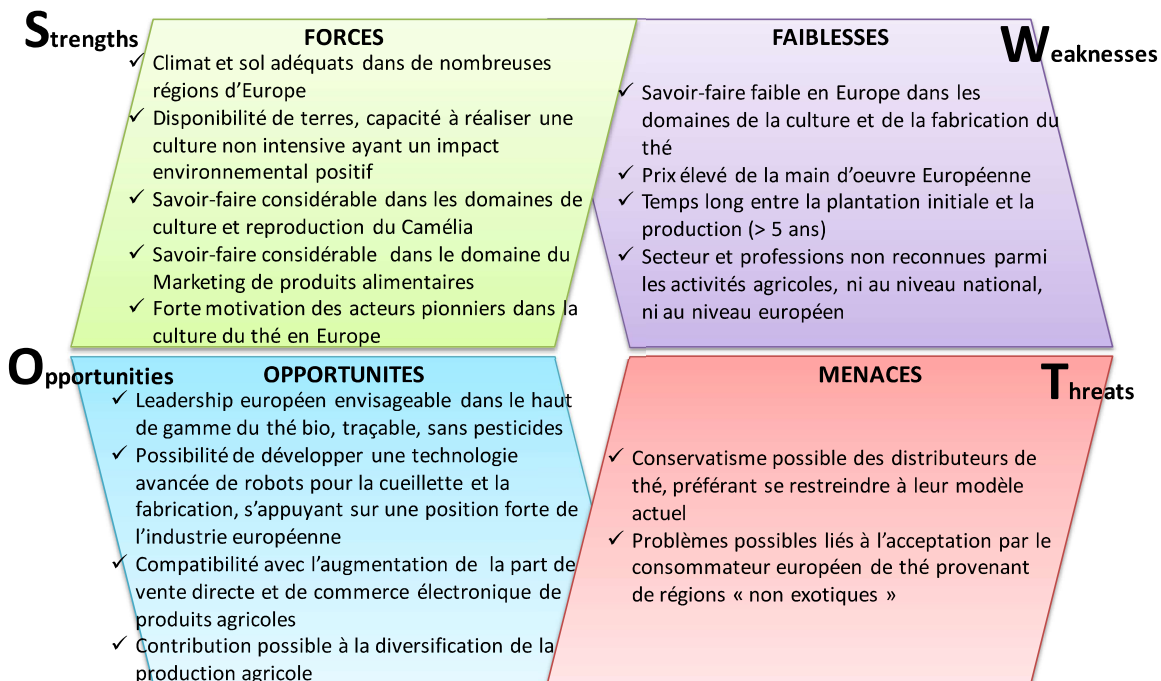 Strengths
FORCES
✓ Climat et sol adéquats dans de nombreuses
régions d’Europe
✓ Disponibilité de terres, capacité à réaliser une
culture non intensive ayant un impact
environnemental positif
✓ Savoir-faire considérable dans les domaines de
culture et reproduction du Camélia
✓ Savoir-faire considérable dans le domaine du
Marketing de produits alimentaires
✓ Forte motivation des acteurs pionniers dans la
culture du thé en Europe
Weaknesses
FAIBLESSES
✓ Savoir-faire faible en Europe dans les
domaines de la culture et de la fabrication du
thé
✓ Prix élevé de la main d’oeuvre Européenne
✓ Temps long entre la plantation initiale et la
production (> 5 ans)
✓ Secteur et professions non reconnues parmi
les activités agricoles, ni au niveau national,
ni au niveau européen
Opportunities
OPPORTUNITES
✓ Leadership européen envisageable dans le haut
de gamme du thé bio, traçable, sans pesticides
✓ Possibilité de développer une technologie
avancée de robots pour la cueillette et la
fabrication, s’appuyant sur une position forte de
l’industrie européenne
✓ Compatibilité avec l’augmentation de la part de
vente directe et de commerce électronique de
produits agricoles
✓ Contribution possible à la diversification de la
production agricole
Threats
MENACES
✓ Conservatisme possible des distributeurs de
thé, préférant se restreindre à leur modèle
actuel
✓ Problèmes possibles liés à l’acceptation par le
consommateur européen de thé provenant
de régions « non exotiques »